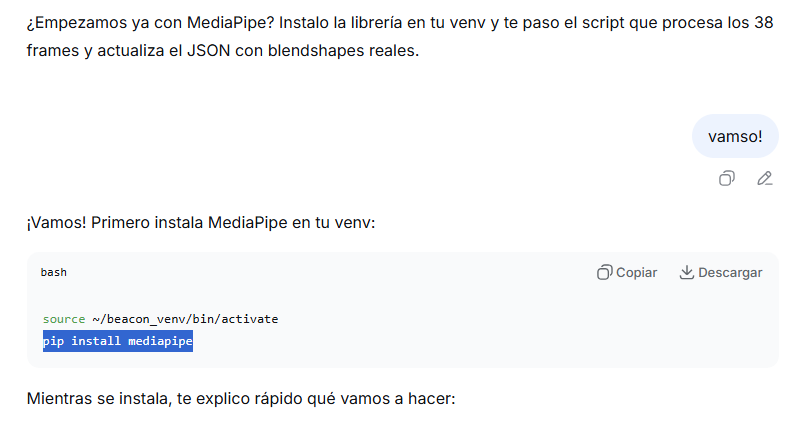 ¿Empezamos ya con MediaPipe? Instalo la librería en tu venv y te paso el script que procesa los 38
frames y actualiza el JSON con blendshapes reales.
vamso!
¡Vamos! Primero instala MediaPipe en tu venv:
bash
Copiar
Descargar
source ~/beacon_venv/bin/activate
pip install mediapipe
Mientras se instala, te explico rápido qué vamos a hacer: